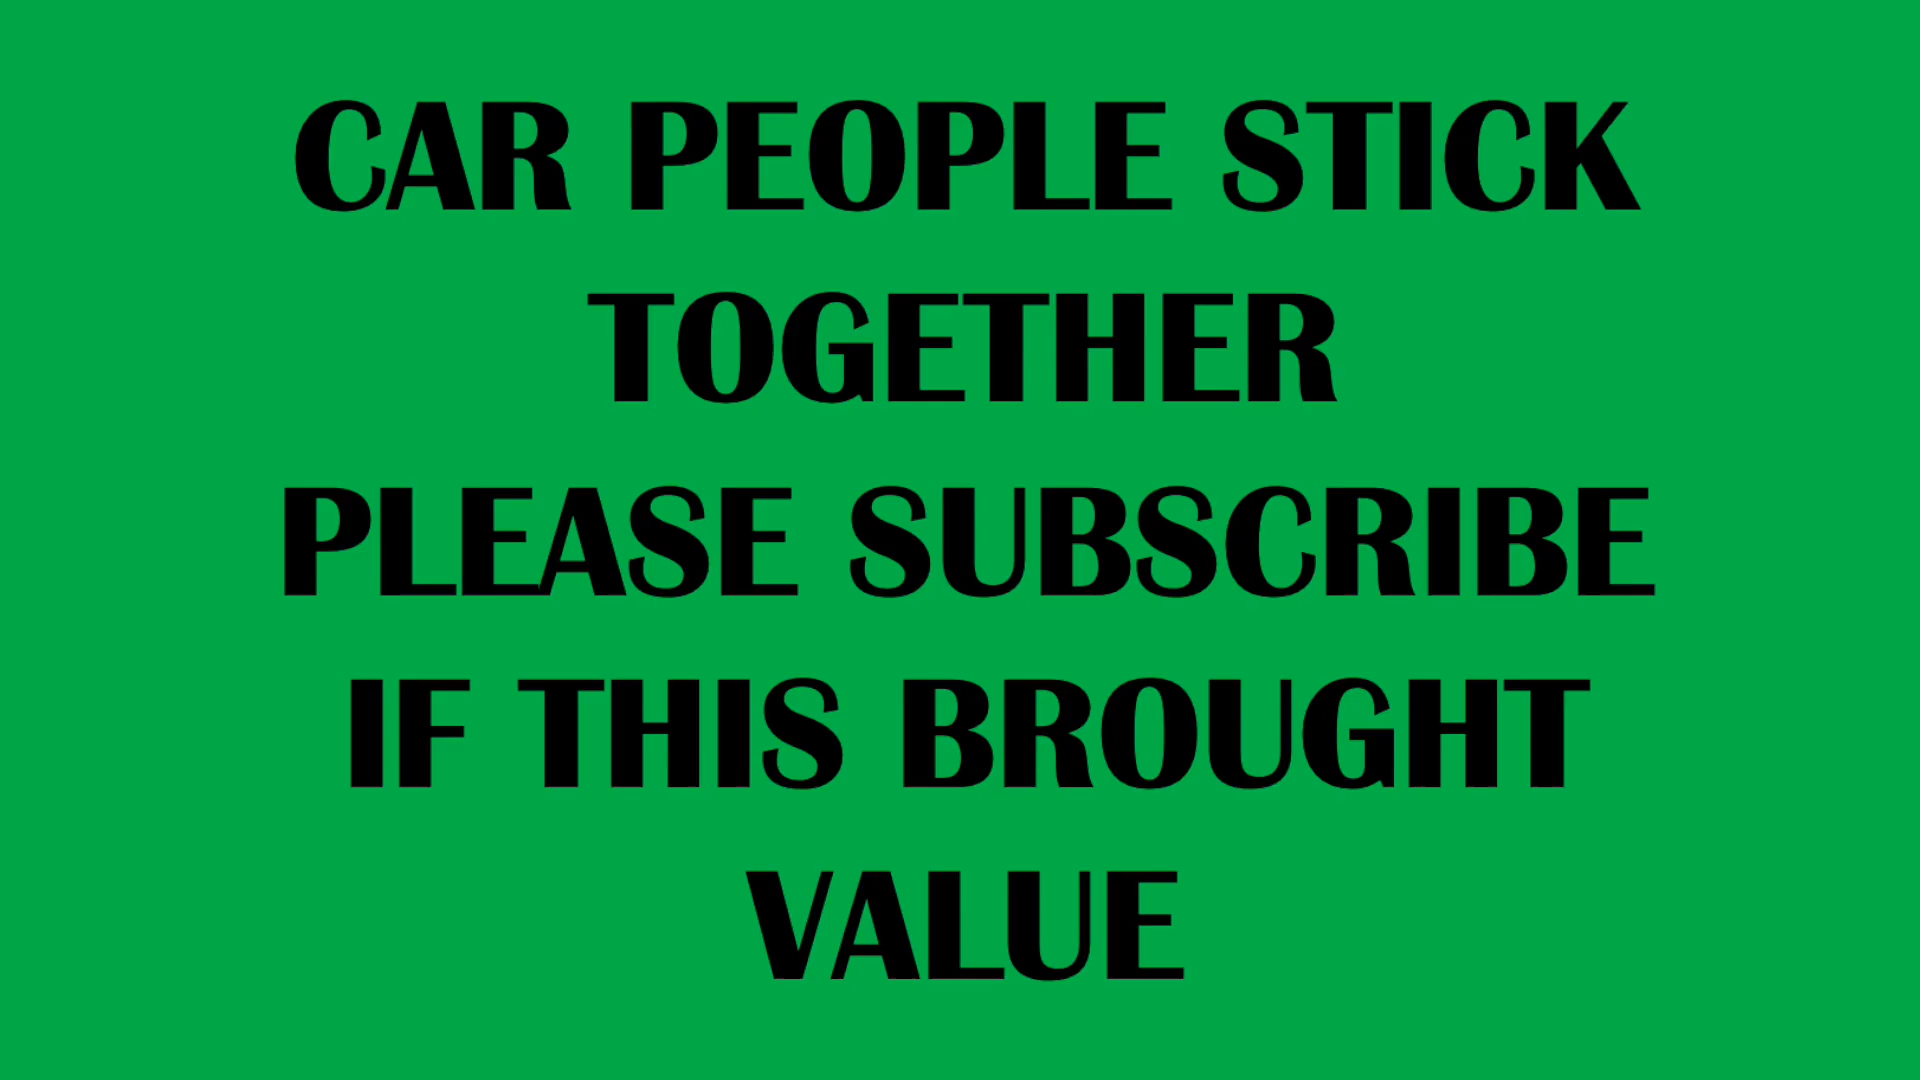 CAR PEOPLE STICK
TOGETHER
PLEASE SUBSCRIBE
IF THIS BROUGHT
VALUE